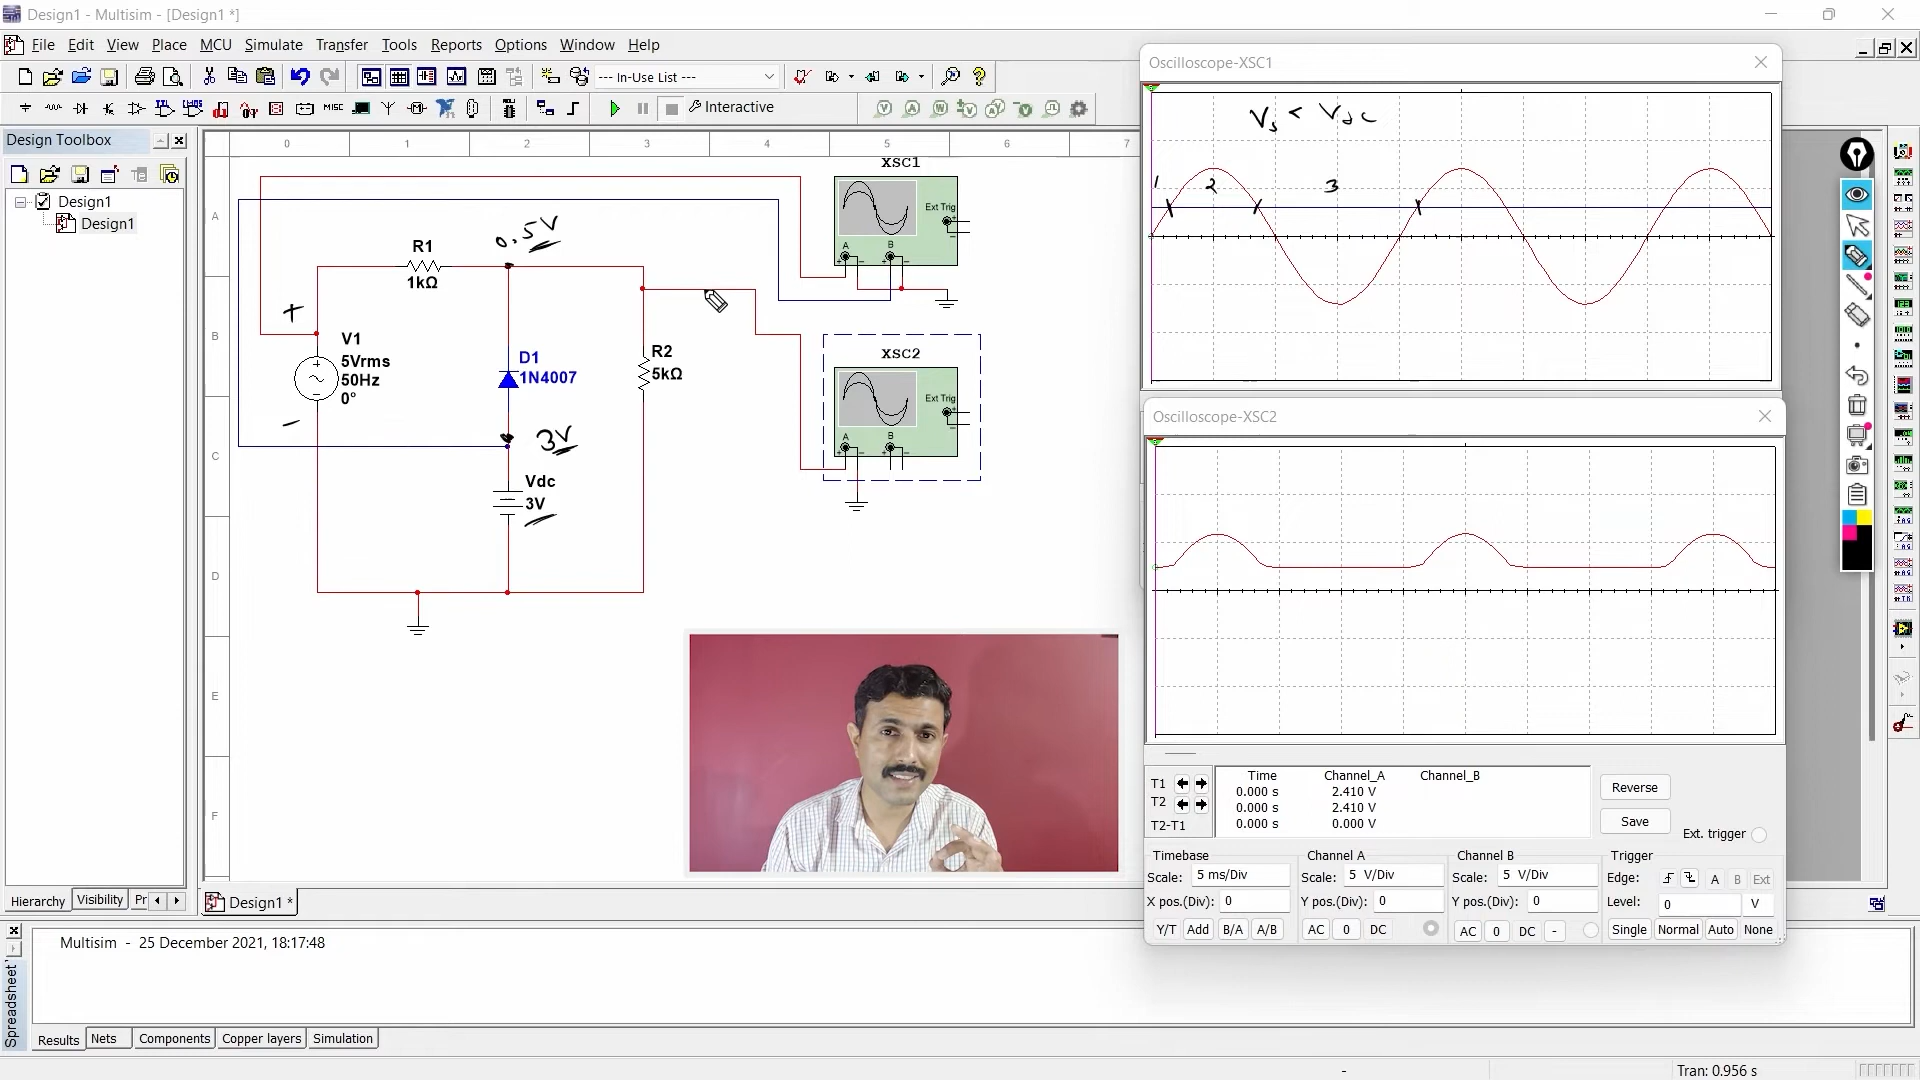 Design1 - Multisim - [Design1 *]
File Edit View Place MCU Simulate Transfer Tools Reports Options Window Help
--- In-Use List ---
MISC
Interactive
Design Toolbox
Design1
Design1
Hierarchy Visibility Pr
0 1 2 3 4 5 6 7
A
B
C
D
E
F
XSC1
Ext Trig
A B
R1
1kΩ
0.5V
+
V1
5Vrms
50Hz
0°
-
D1
1N4007
R2
5kΩ
3V
Vdc
3V
XSC2
Ext Trig
A B
Design1 *
Oscilloscope-XSC1
Vs < Vdc
1 2 3
Oscilloscope-XSC2
Time Channel_A Channel_B
T1 0.000 s 2.410 V
T2 0.000 s 2.410 V
T2-T1 0.000 s 0.000 V
Reverse
Save
Ext. trigger
Timebase
Scale: 5 ms/Div
X pos.(Div): 0
Y/T Add B/A A/B
Channel A
Scale: 5 V/Div
Y pos.(Div): 0
AC 0 DC
Channel B
Scale: 5 V/Div
Y pos.(Div): 0
AC 0 DC -
Trigger
Edge: A B Ext
Level: 0 V
Single Normal Auto None
Spreadsheet
Multisim - 25 December 2021, 18:17:48
Results Nets Components Copper layers Simulation
- Tran: 0.956 s